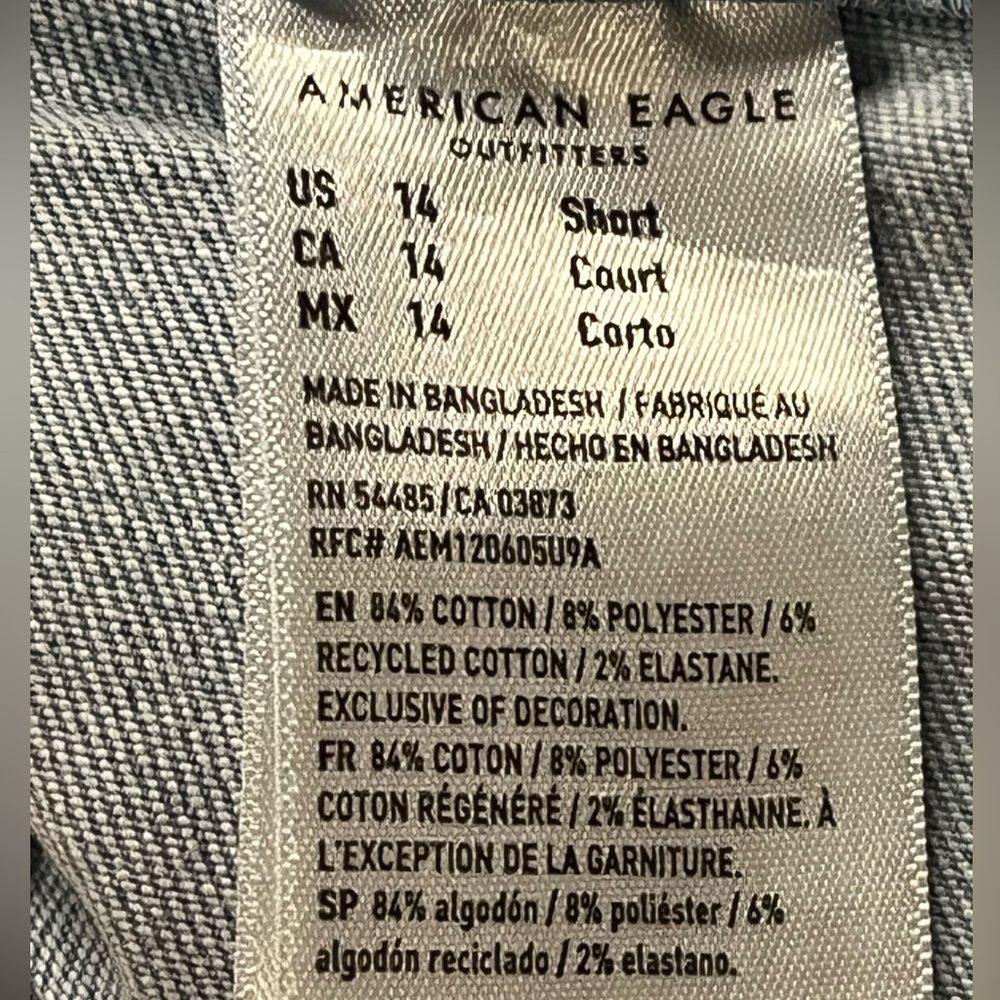 AMERICAN EAGLE
OUTFITTERS
US 14 Short
CA 14 Court
MX 14 Corto
MADE IN BANGLADESH / FABRIQUÉ AU
BANGLADESH / HECHO EN BANGLADESH
RN 54485 / CA 03873
RFC# AEM120605U9A
EN 84% COTTON / 8% POLYESTER / 6%
RECYCLED COTTON / 2% ELASTANE.
EXCLUSIVE OF DECORATION.
FR 84% COTON / 8% POLYESTER / 6%
COTON RÉGÉNÉRÉ / 2% ÉLASTHANNE. À
L'EXCEPTION DE LA GARNITURE.
SP 84% algodón / 8% poliéster / 6%
algodón reciclado / 2% elastano.